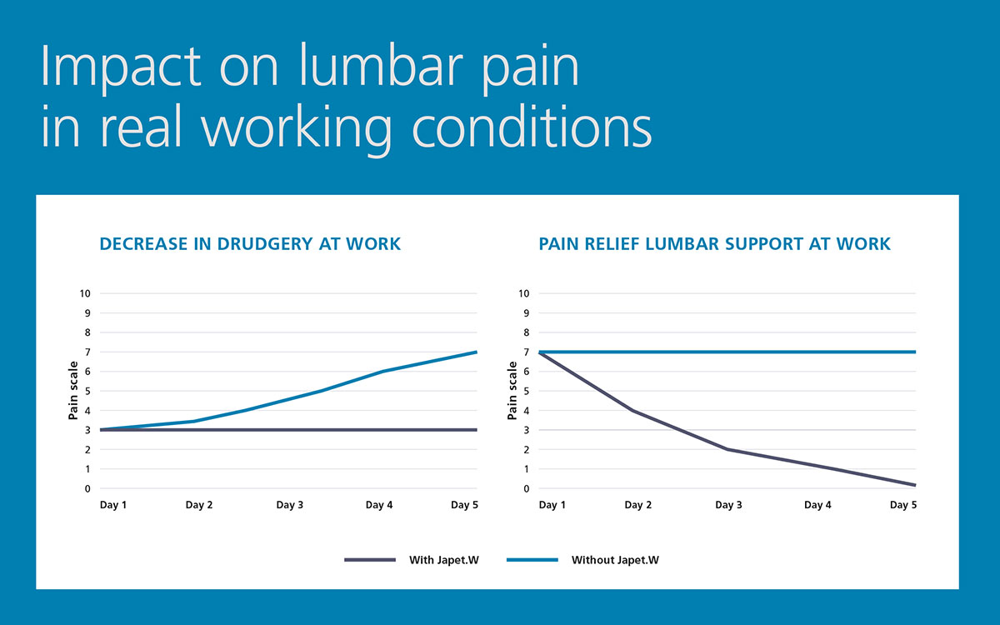 Impact on lumbar pain
in real working conditions
DECREASE IN DRUDGERY AT WORK
10
9
8
7
6
5
4
3
2
1
0
Pain scale
Day 1 Day 2 Day 3 Day 4 Day 5
PAIN RELIEF LUMBAR SUPPORT AT WORK
10
9
8
7
6
5
4
3
2
1
0
Pain scale
Day 1 Day 2 Day 3 Day 4 Day 5
With Japet.W Without Japet.W